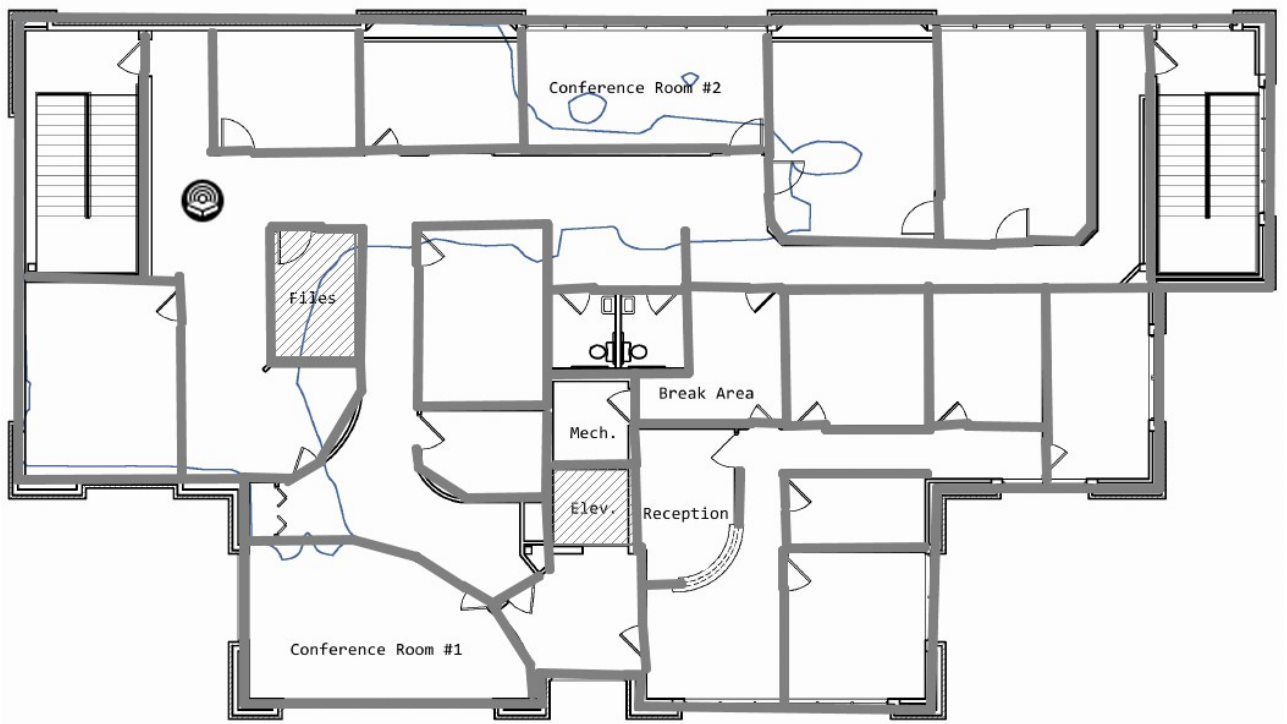 Conference Room #2
Files
Break Area
Mech.
Elev.
Reception
Conference Room #1